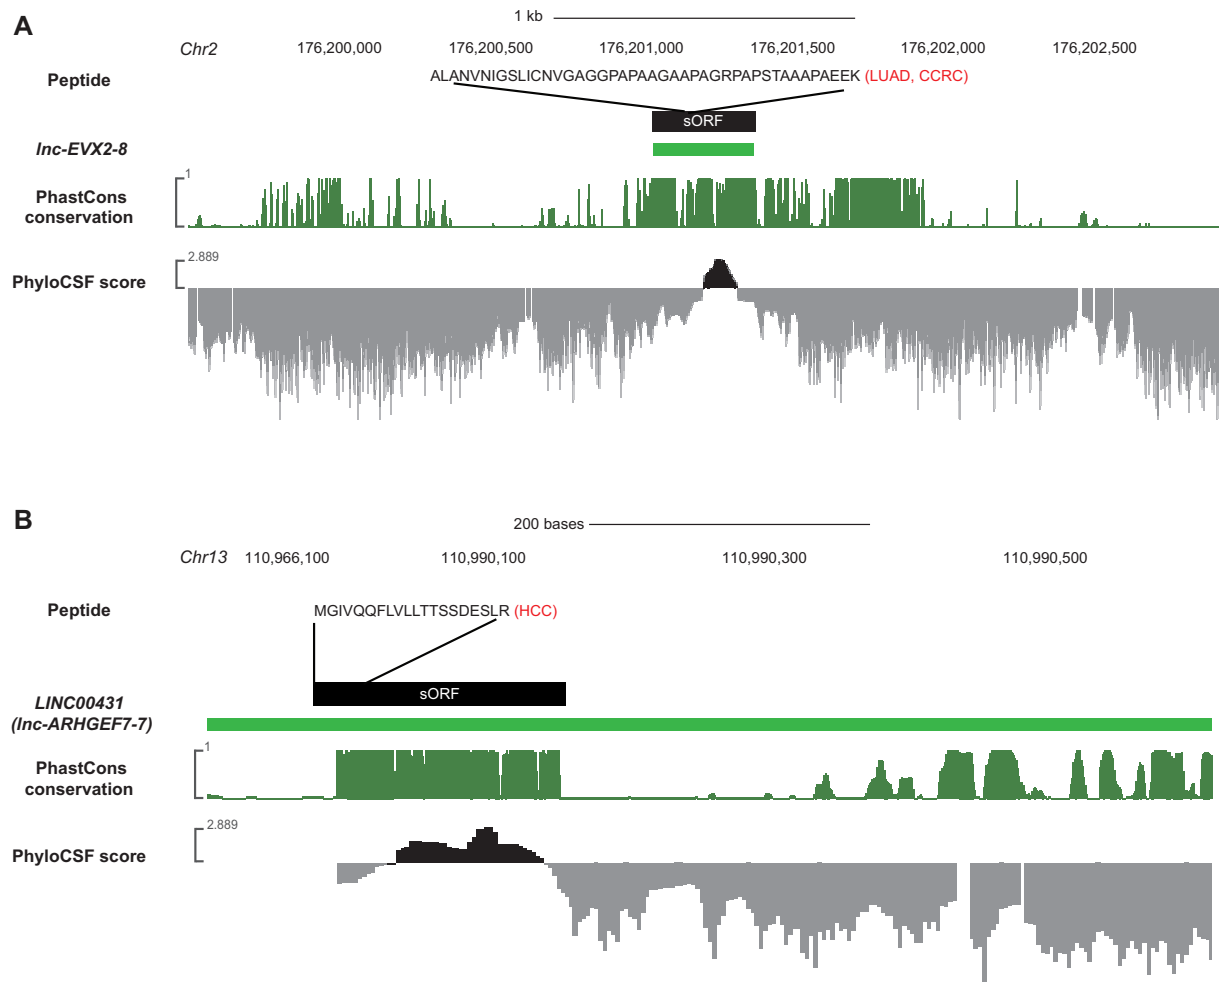 A
1 kb
Chr2 176,200,000 176,200,500 176,201,000 176,201,500 176,202,000 176,202,500
Peptide
ALANVNIGSLICNVGAGGPAPAAGAAPAGRPAPSTAAAPAEEK (LUAD, CCRC)
sORF
lnc-EVX2-8
1
PhastCons
conservation
2.889
PhyloCSF score
B
200 bases
Chr13 110,966,100 110,990,100 110,990,300 110,990,500
Peptide
MGIVQQFLVLLTTSSDESLR (HCC)
sORF
LINC00431
(lnc-ARHGEF7-7)
1
PhastCons
conservation
2.889
PhyloCSF score